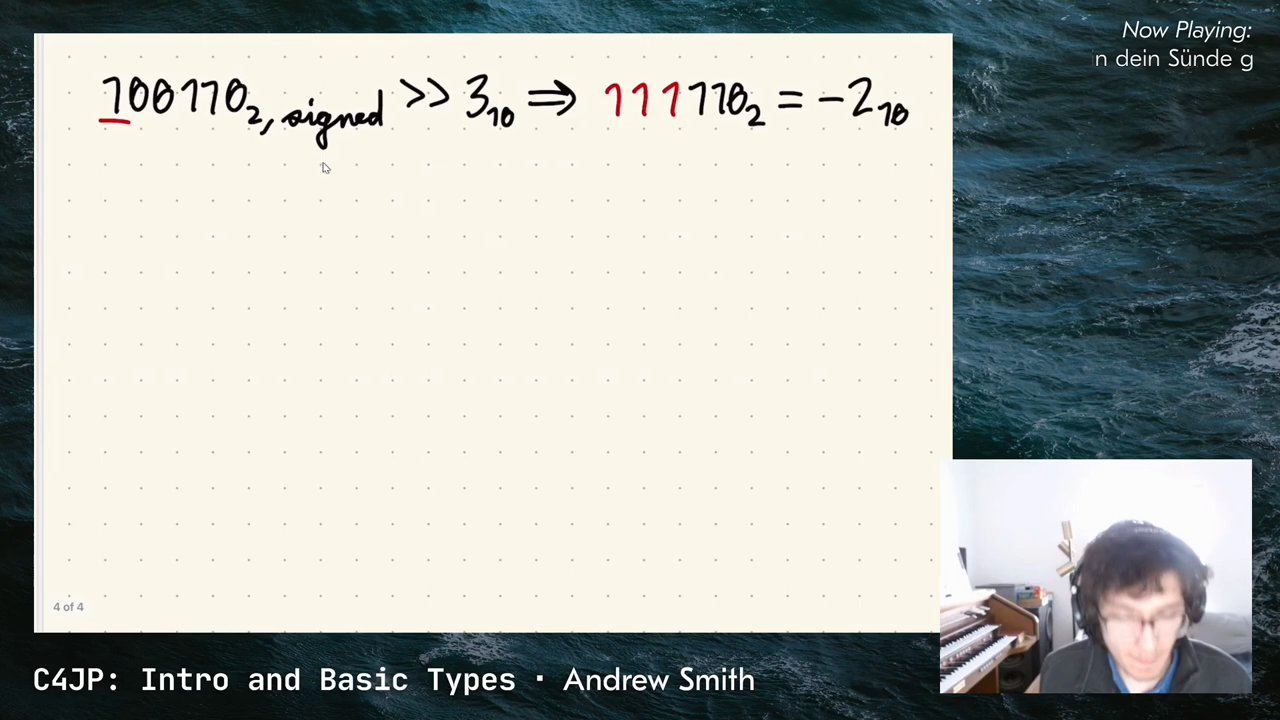 Now Playing:
n dein Sünde g
100110₂, signed >> 3₁₀ ⇒ 111110₂ = -2₁₀
4 of 4
C4JP: Intro and Basic Types · Andrew Smith